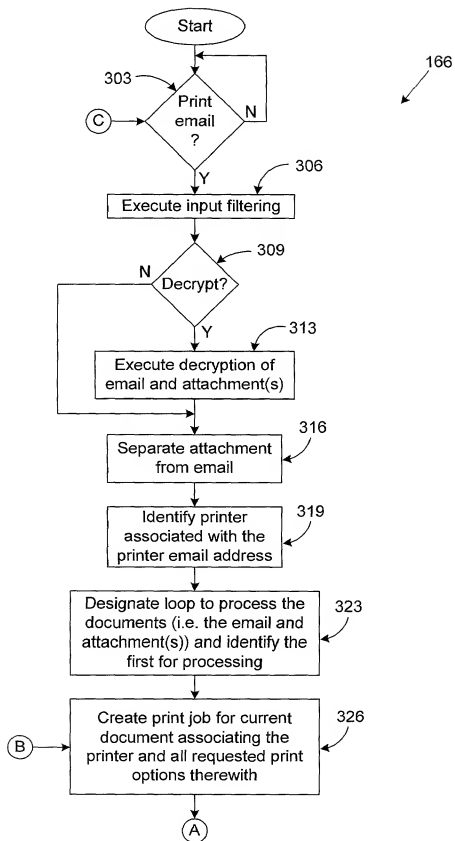 Start
303
166
Print
email
?
C
N
Y
306
Execute input filtering
309
N
Decrypt?
Y
313
Execute decryption of
email and attachment(s)
316
Separate attachment
from email
319
Identify printer
associated with the
printer email address
Designate loop to process the
documents (i.e. the email and
attachment(s)) and identify the
first for processing
323
Create print job for current
document associating the
printer and all requested print
options therewith
326
B
A